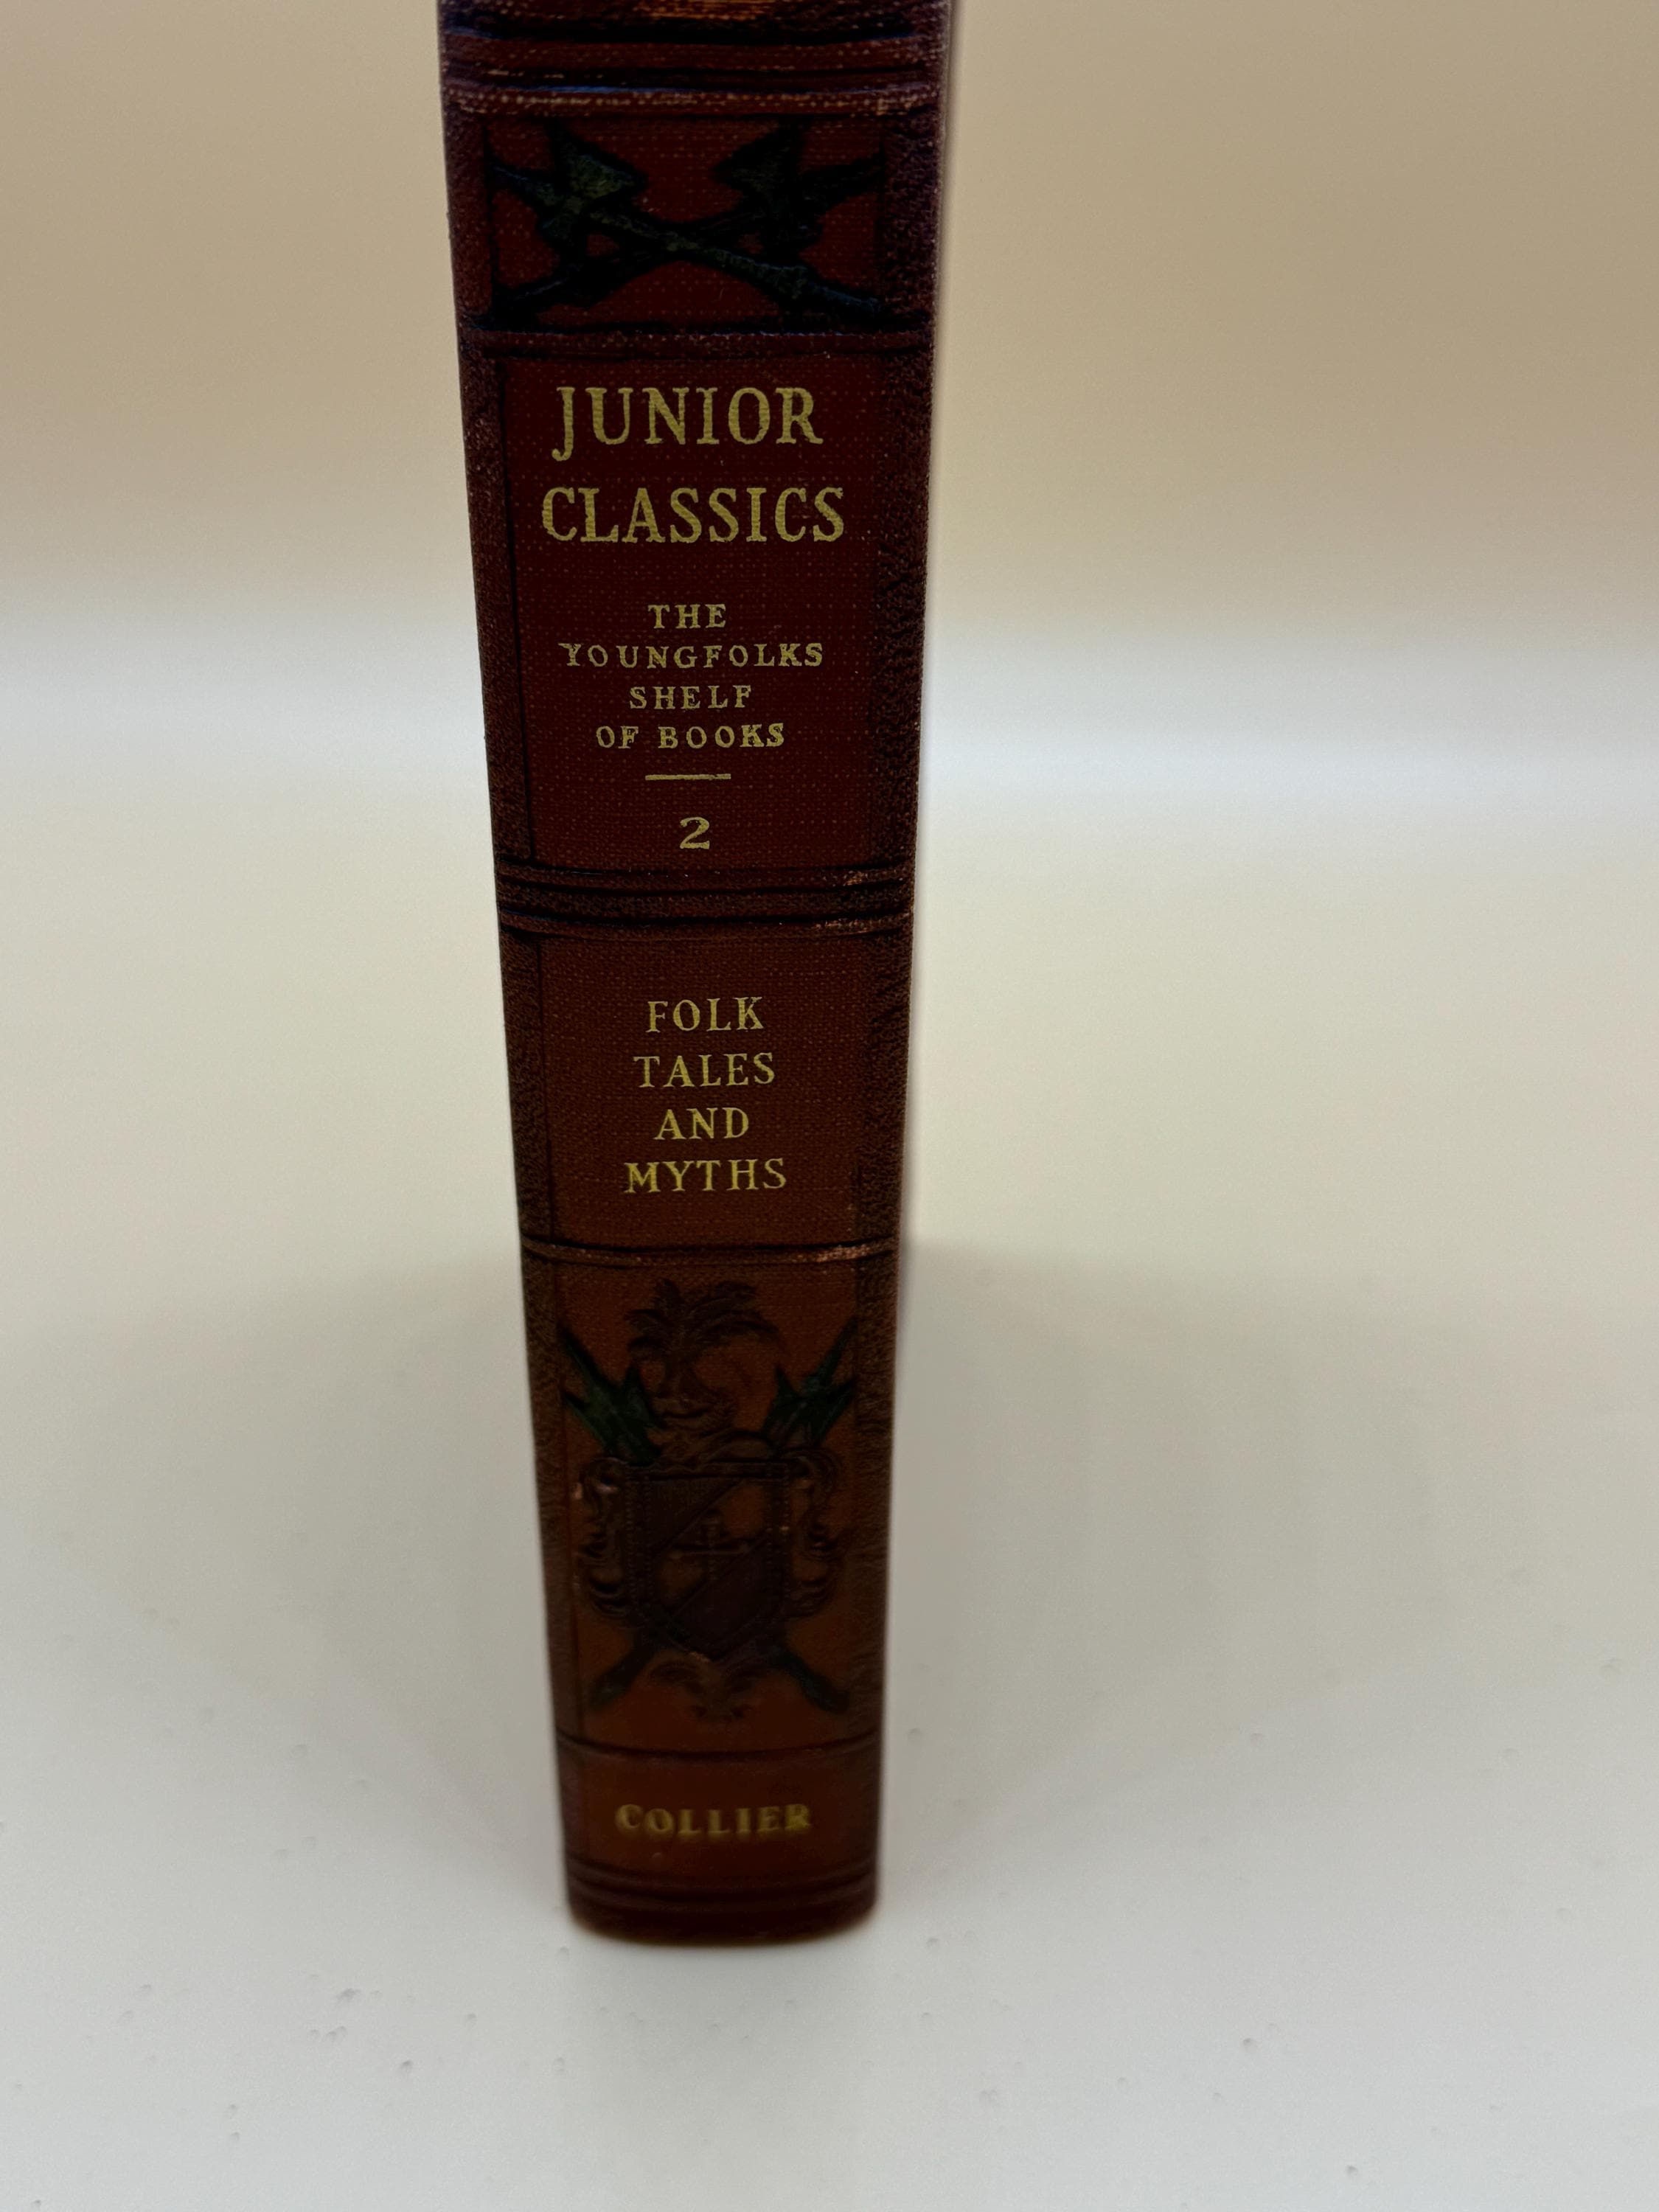 JUNIOR
CLASSICS
THE
YOUNGFOLKS
SHELF
OF BOOKS
2
FOLK
TALES
AND
MYTHS
COLLIER